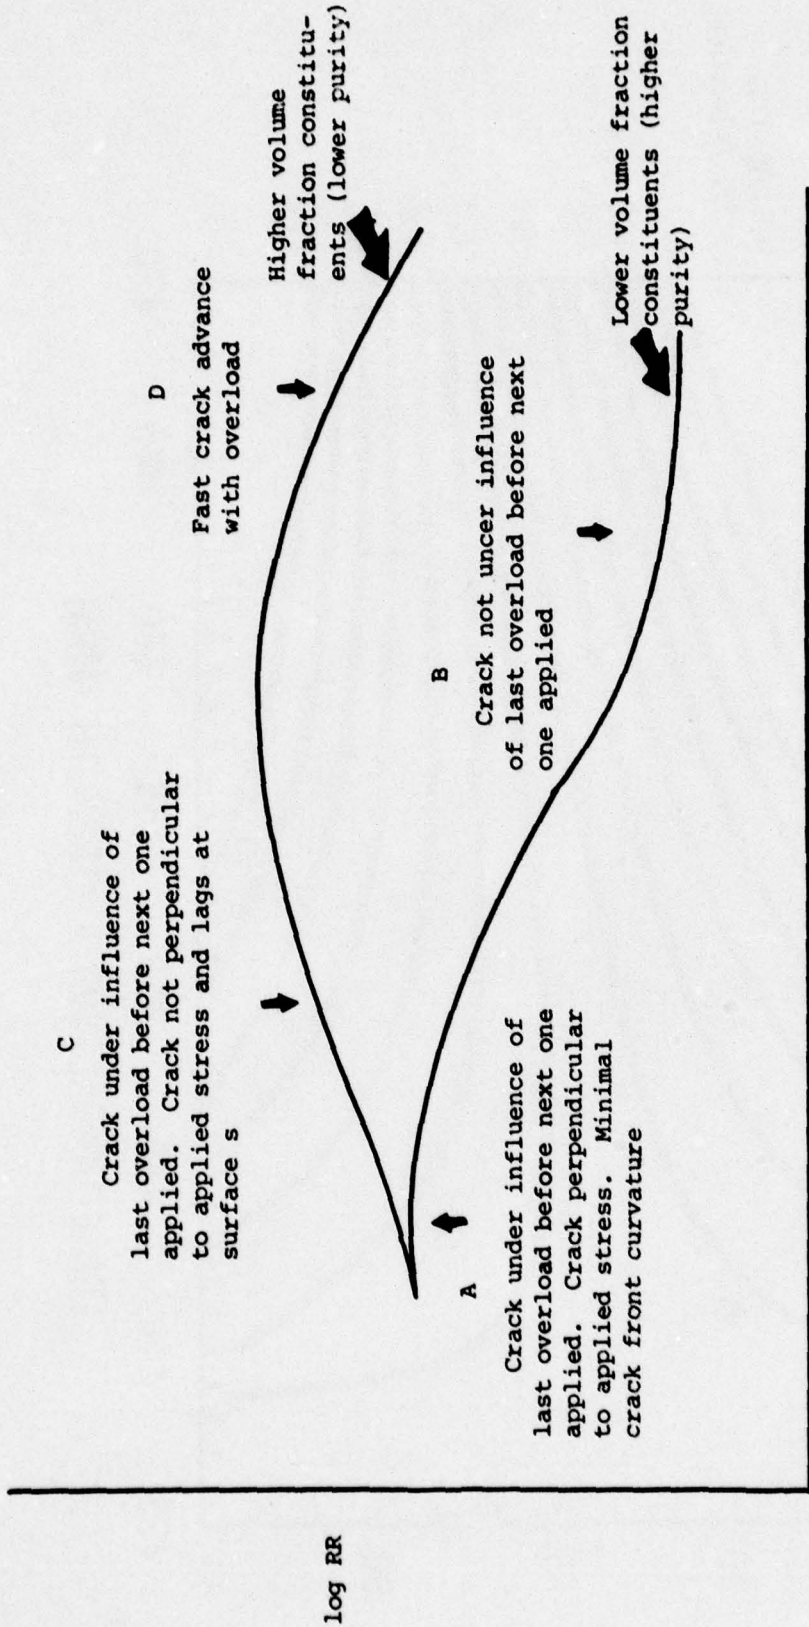 log RR
C
Crack under influence of
last overload before next one
applied. Crack not perpendicular
to applied stress and lags at
surface s
D
Fast crack advance
with overload
Higher volume
fraction constitu-
ents (lower purity)
A
Crack under influence of
last overload before next one
applied. Crack perpendicular
to applied stress. Minimal
crack front curvature
B
Crack not uncer influence
of last overload before next
one applied
Lower volume fraction
constituents (higher
purity)